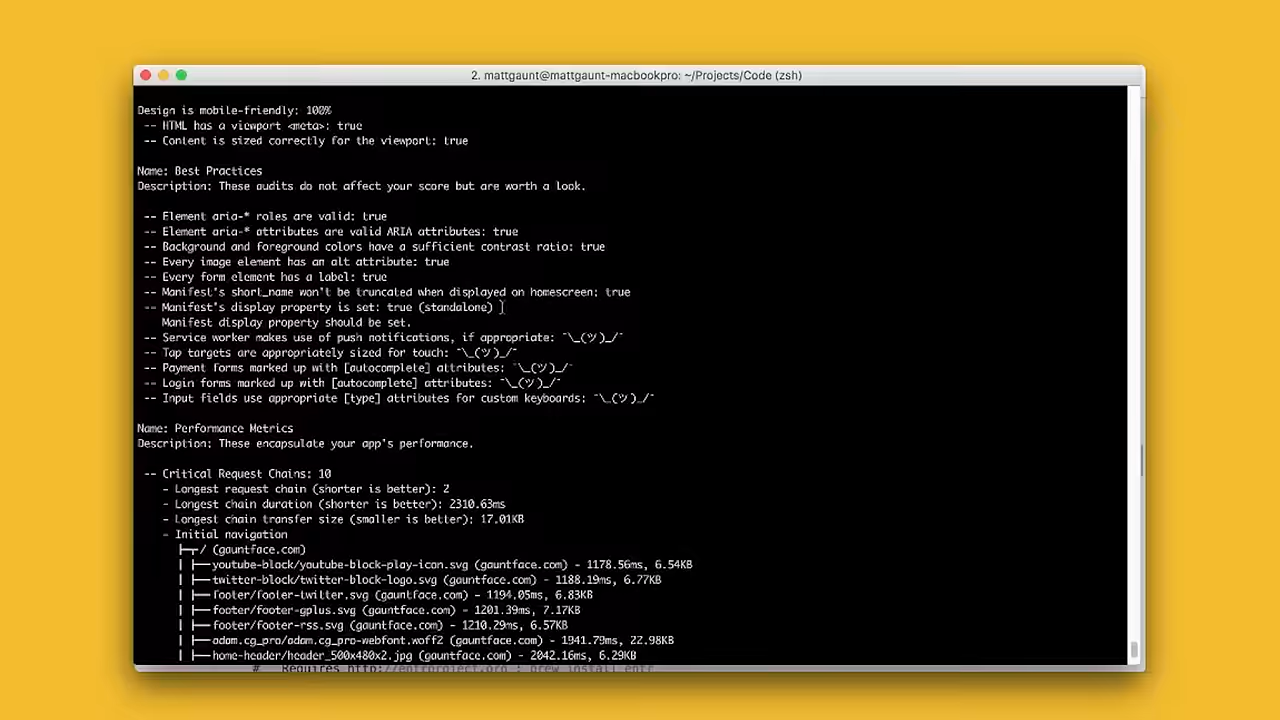 2. mattgaunt@mattgaunt-macbookpro: ~/Projects/Code (zsh)
Design is mobile-friendly: 100%
-- HTML has a viewport <meta>: true
-- Content is sized correctly for the viewport: true
Name: Best Practices
Description: These audits do not affect your score but are worth a look.
-- Element aria-* roles are valid: true
-- Element aria-* attributes are valid ARIA attributes: true
-- Background and foreground colors have a sufficient contrast ratio: true
-- Every image element has an alt attribute: true
-- Every form element has a label: true
-- Manifest's short_name won't be truncated when displayed on homescreen: true
-- Manifest's display property is set: true (standalone)
Manifest display property should be set.
-- Service worker makes use of push notifications, if appropriate: ¯\_(ツ)_/¯
-- Tap targets are appropriately sized for touch: ¯\_(ツ)_/¯
-- Payment forms marked up with [autocomplete] attributes: ¯\_(ツ)_/¯
-- Login forms marked up with [autocomplete] attributes: ¯\_(ツ)_/¯
-- Input fields use appropriate [type] attributes for custom keyboards: ¯\_(ツ)_/¯
Name: Performance Metrics
Description: These encapsulate your app's performance.
-- Critical Request Chains: 10
- Longest request chain (shorter is better): 2
- Longest chain duration (shorter is better): 2310.63ms
- Longest chain transfer size (smaller is better): 17.01KB
- Initial navigation
├─┬ / (gauntface.com)
│ ├──youtube-block/youtube-block-play-icon.svg (gauntface.com) - 1178.56ms, 6.54KB
│ ├──twitter-block/twitter-block-logo.svg (gauntface.com) - 1188.19ms, 6.77KB
│ ├──footer/footer-twitter.svg (gauntface.com) - 1194.05ms, 6.83KB
│ ├──footer/footer-gplus.svg (gauntface.com) - 1201.39ms, 7.17KB
│ ├──footer/footer-rss.svg (gauntface.com) - 1210.29ms, 6.57KB
│ ├──adam.cg_pro/adam.cg_pro-webfont.woff2 (gauntface.com) - 1941.79ms, 22.98KB
│ ├──home-header/header_500x480x2.jpg (gauntface.com) - 2042.16ms, 6.29KB
# Requires http://entrproject.org : brew install entr